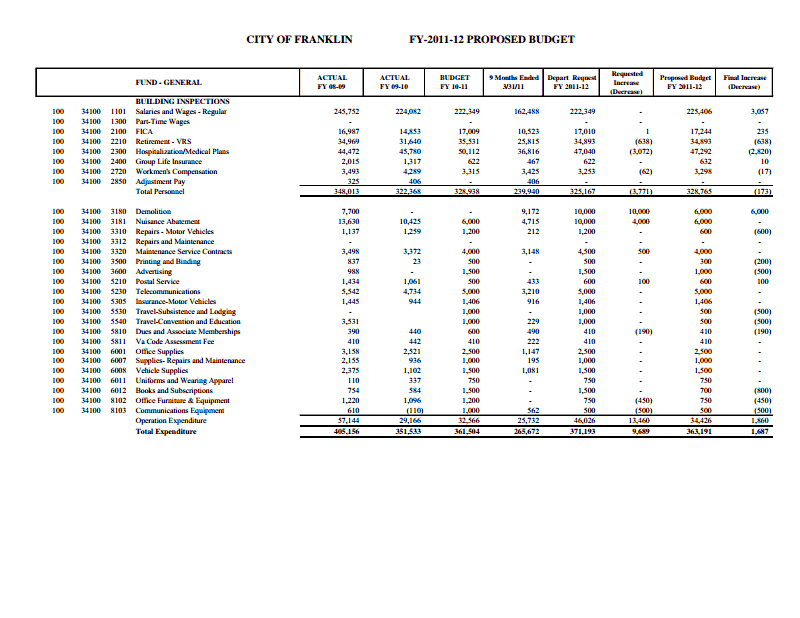 CITY OF FRANKLIN FY-2011-12 PROPOSED BUDGET
FUND - GENERAL ACTUAL FY 08-09 ACTUAL FY 09-10 BUDGET FY 10-11 9 Months Ended 3/31/11 Depart Request FY 2011-12 Requested Increase (Decrease) Proposed Budget FY 2011-12 Final Increase (Decrease)
BUILDING INSPECTIONS
100 34100 1101 Salaries and Wages - Regular 245,752 224,082 222,349 162,488 222,349 - 225,406 3,057
100 34100 1300 Part-Time Wages - - - - - - - -
100 34100 2100 FICA 16,987 14,853 17,009 10,523 17,010 1 17,244 235
100 34100 2210 Retirement - VRS 34,969 31,640 35,531 25,815 34,893 (638) 34,893 (638)
100 34100 2300 Hospitalization/Medical Plans 44,472 45,780 50,112 36,816 47,040 (3,072) 47,292 (2,820)
100 34100 2400 Group Life Insurance 2,015 1,317 622 467 622 - 632 10
100 34100 2720 Workmen's Compensation 3,493 4,289 3,315 3,425 3,253 (62) 3,298 (17)
100 34100 2850 Adjustment Pay 325 406 - 406 - - - -
Total Personnel 348,013 322,368 328,938 239,940 325,167 (3,771) 328,765 (173)
100 34100 3180 Demolition 7,700 - - 9,172 10,000 10,000 6,000 6,000
100 34100 3181 Nuisance Abatement 13,630 10,425 6,000 4,715 10,000 4,000 6,000 -
100 34100 3310 Repairs - Motor Vehicles 1,137 1,259 1,200 212 1,200 - 600 (600)
100 34100 3312 Repairs and Maintenance - - - - - - - -
100 34100 3320 Maintenance Service Contracts 3,498 3,372 4,000 3,148 4,500 500 4,000 -
100 34100 3500 Printing and Binding 837 23 500 - 500 - 300 (200)
100 34100 3600 Advertising 988 - 1,500 - 1,500 - 1,000 (500)
100 34100 5210 Postal Service 1,434 1,061 500 433 600 100 600 100
100 34100 5230 Telecommunications 5,542 4,734 5,000 3,210 5,000 - 5,000 -
100 34100 5305 Insurance-Motor Vehicles 1,445 944 1,406 916 1,406 - 1,406 -
100 34100 5530 Travel-Subsistence and Lodging - 1,000 - 1,000 - 500 (500)
100 34100 5540 Travel-Convention and Education 3,531 1,000 229 1,000 - 500 (500)
100 34100 5810 Dues and Associate Memberships 390 440 600 490 410 (190) 410 (190)
100 34100 5811 Va Code Assessment Fee 410 442 410 222 410 - 410 -
100 34100 6001 Office Supplies 3,158 2,521 2,500 1,147 2,500 - 2,500 -
100 34100 6007 Supplies- Repairs and Maintenance 2,155 936 1,000 195 1,000 - 1,000 -
100 34100 6008 Vehicle Supplies 2,375 1,102 1,500 1,081 1,500 - 1,500 -
100 34100 6011 Uniforms and Wearing Apparel 110 337 750 - 750 - 750 -
100 34100 6012 Books and Subscriptions 754 584 1,500 - 1,500 - 700 (800)
100 34100 8102 Office Furniture & Equipment 1,220 1,096 1,200 - 750 (450) 750 (450)
100 34100 8103 Communications Equipment 610 (110) 1,000 562 500 (500) 500 (500)
Operation Expenditure 57,144 29,166 32,566 25,732 46,026 13,460 34,426 1,860
Total Expenditure 405,156 351,533 361,504 265,672 371,193 9,689 363,191 1,687